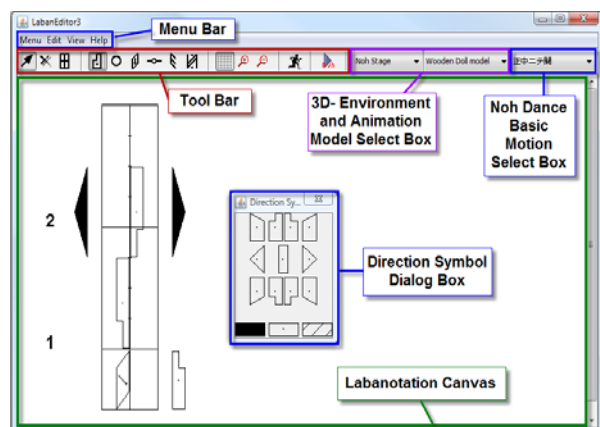 LabanEditor3
Menu Edit View Help
Menu Bar
Noh Stage
Wooden Doll model
正中ニテ開
Tool Bar
3D- Environment
and Animation
Model Select Box
Noh Dance
Basic
Motion
Select Box
Direction Sy...
2
Direction Symbol
Dialog Box
1
Labanotation Canvas